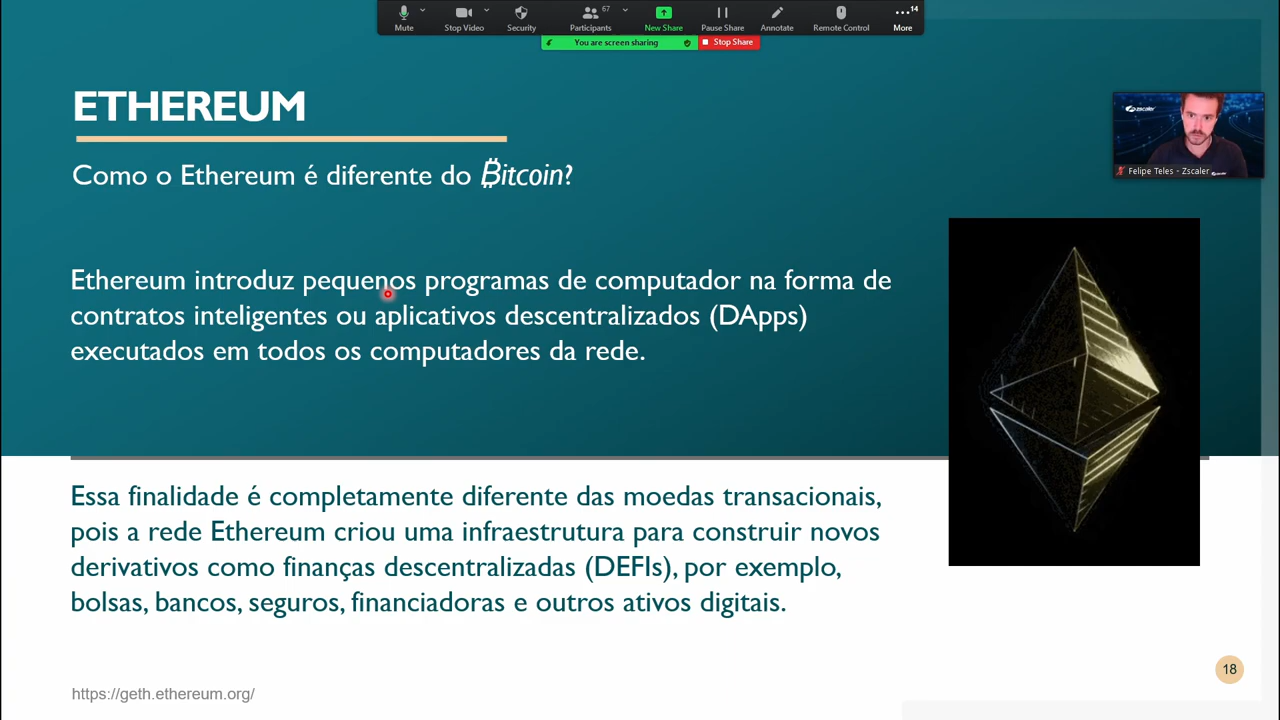 67
14
Mute
Stop Video
Security
Participants
New Share
Pause Share
Annotate
Remote Control
More
You are screen sharing
Stop Share
ETHEREUM
Como o Ethereum é diferente do ₿itcoin?
zscaler
Felipe Teles - Zscaler
zscaler
Ethereum introduz pequenos programas de computador na forma de
contratos inteligentes ou aplicativos descentralizados (DApps)
executados em todos os computadores da rede.
Essa finalidade é completamente diferente das moedas transacionais,
pois a rede Ethereum criou uma infraestrutura para construir novos
derivativos como finanças descentralizadas (DEFIs), por exemplo,
bolsas, bancos, seguros, financiadoras e outros ativos digitais.
18
https://geth.ethereum.org/